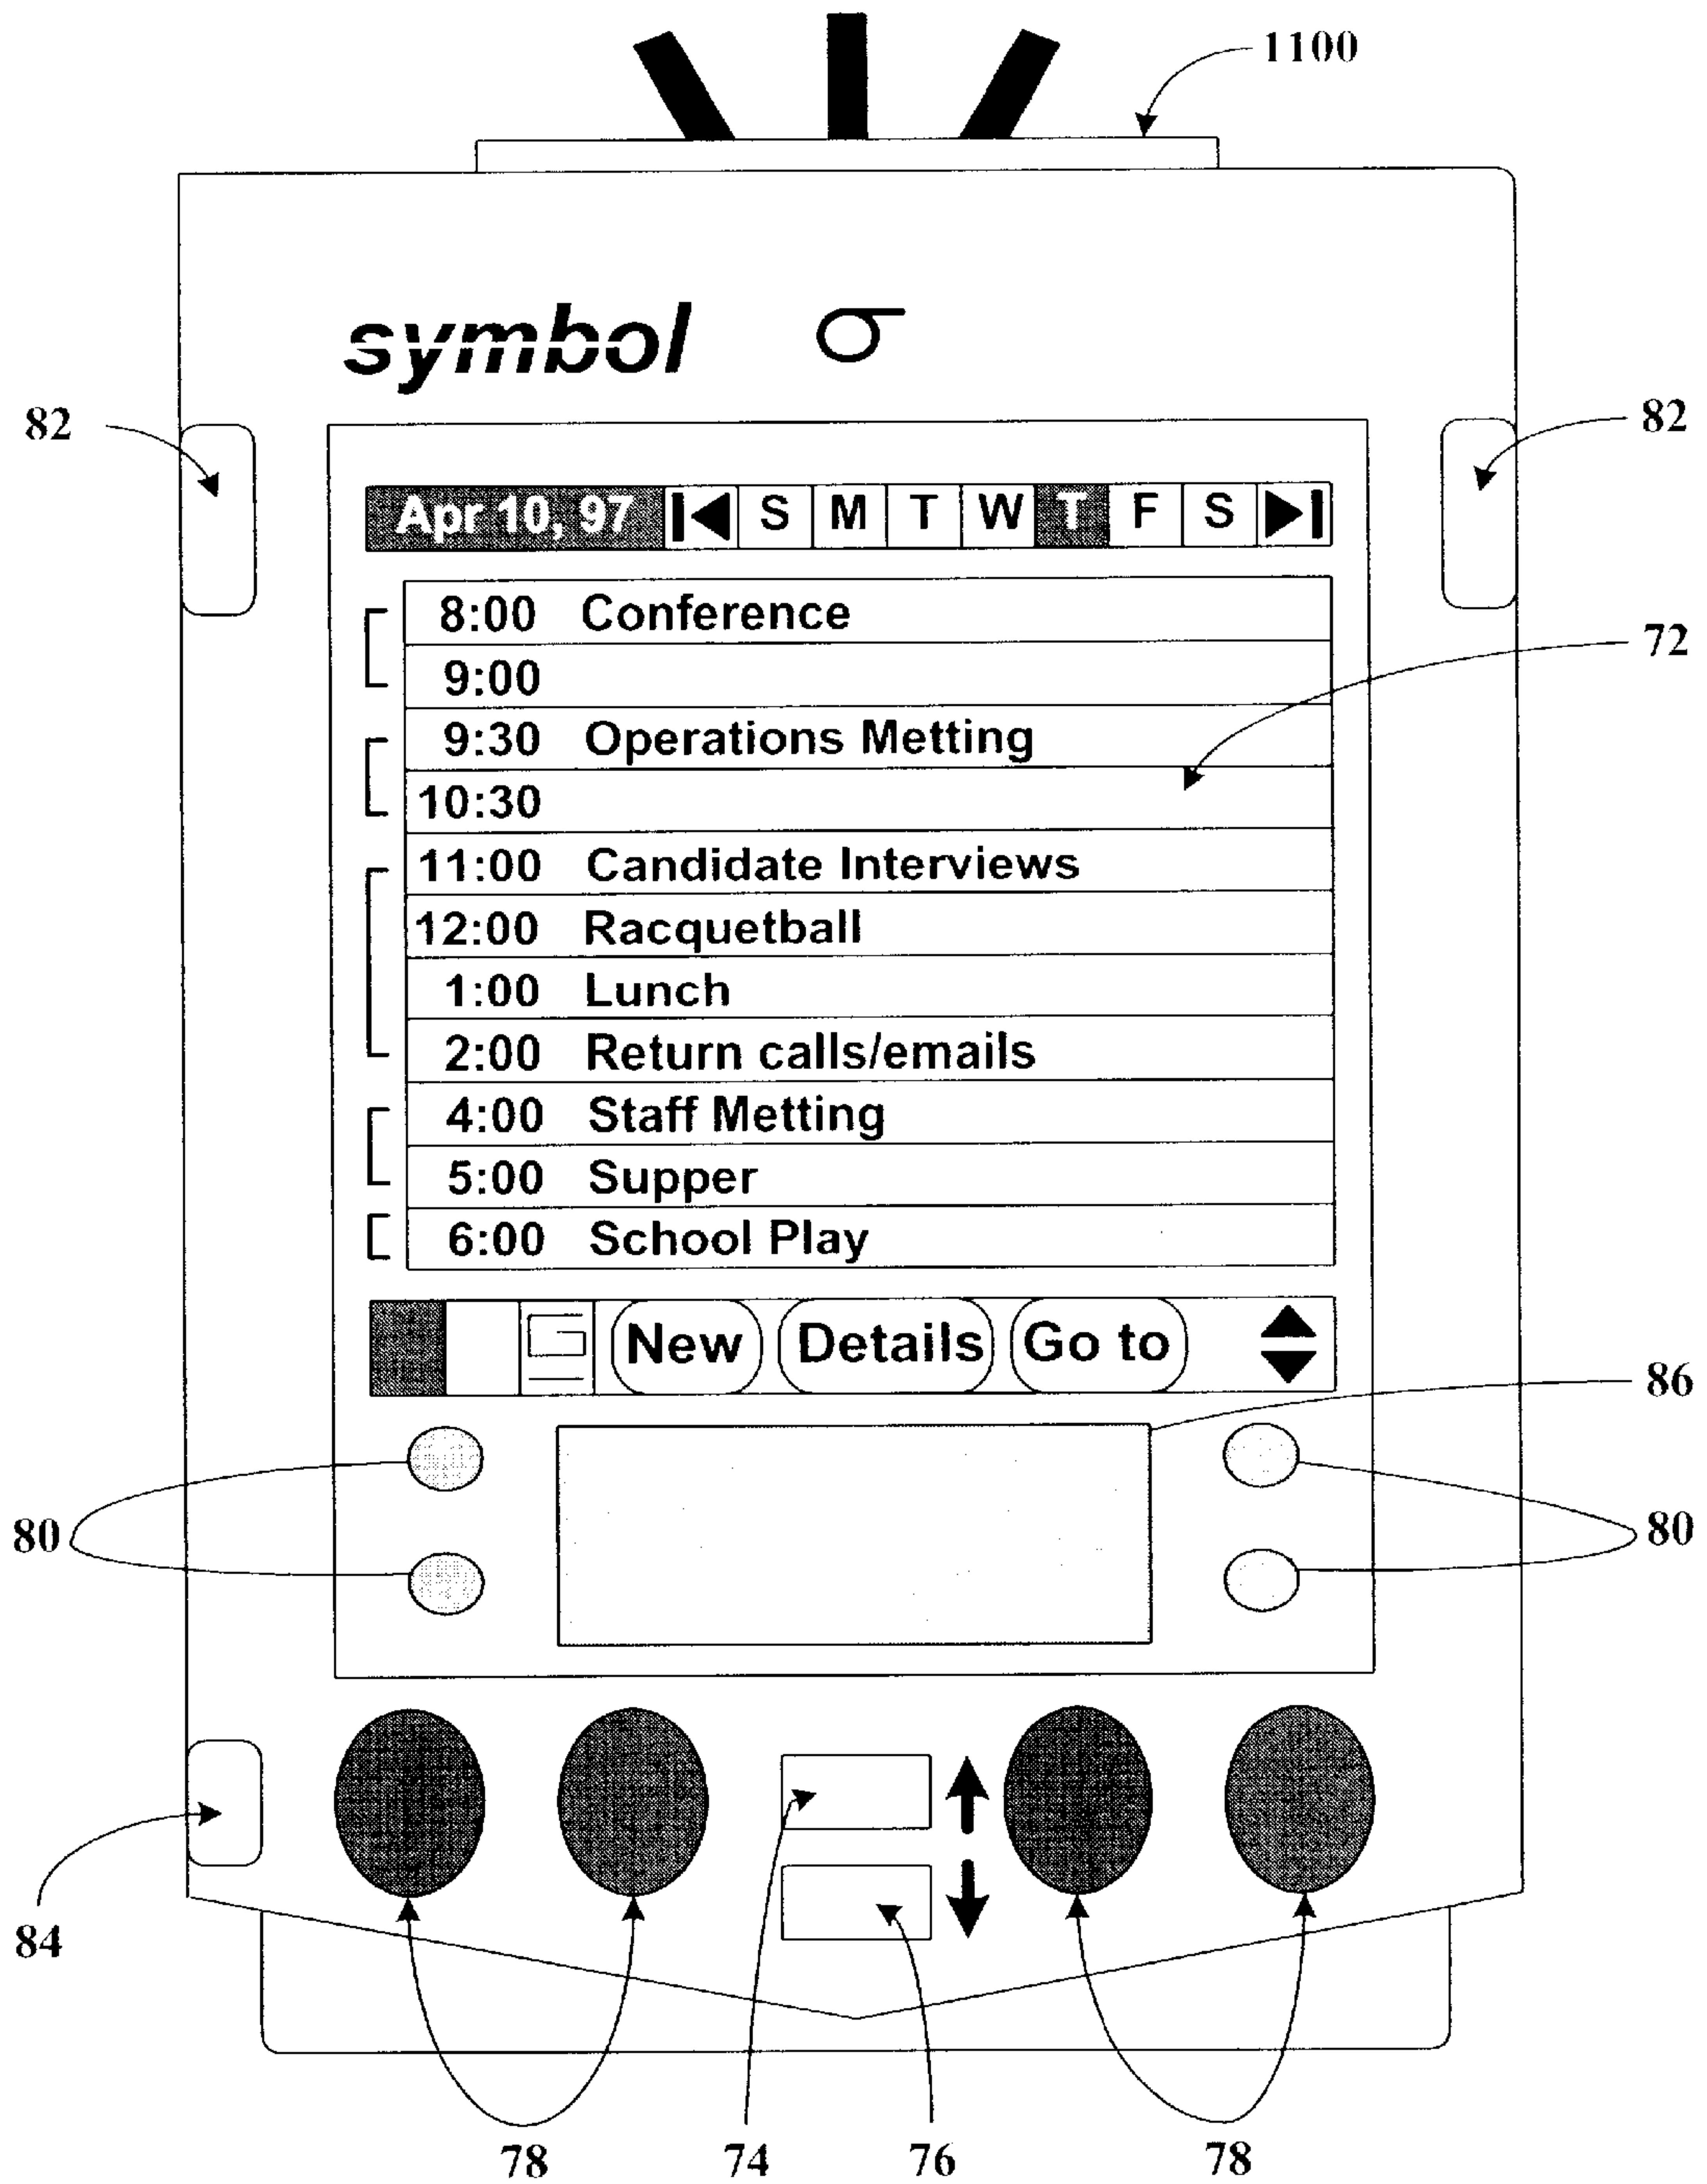 1100
symbol
82
82
Apr 10, 97 S M T W T F S
8:00 Conference
72
9:00
9:30 Operations Metting
10:30
11:00 Candidate Interviews
12:00 Racquetball
1:00 Lunch
2:00 Return calls/emails
4:00 Staff Metting
5:00 Supper
6:00 School Play
New Details Go to
86
80
80
84
78
74
76
78